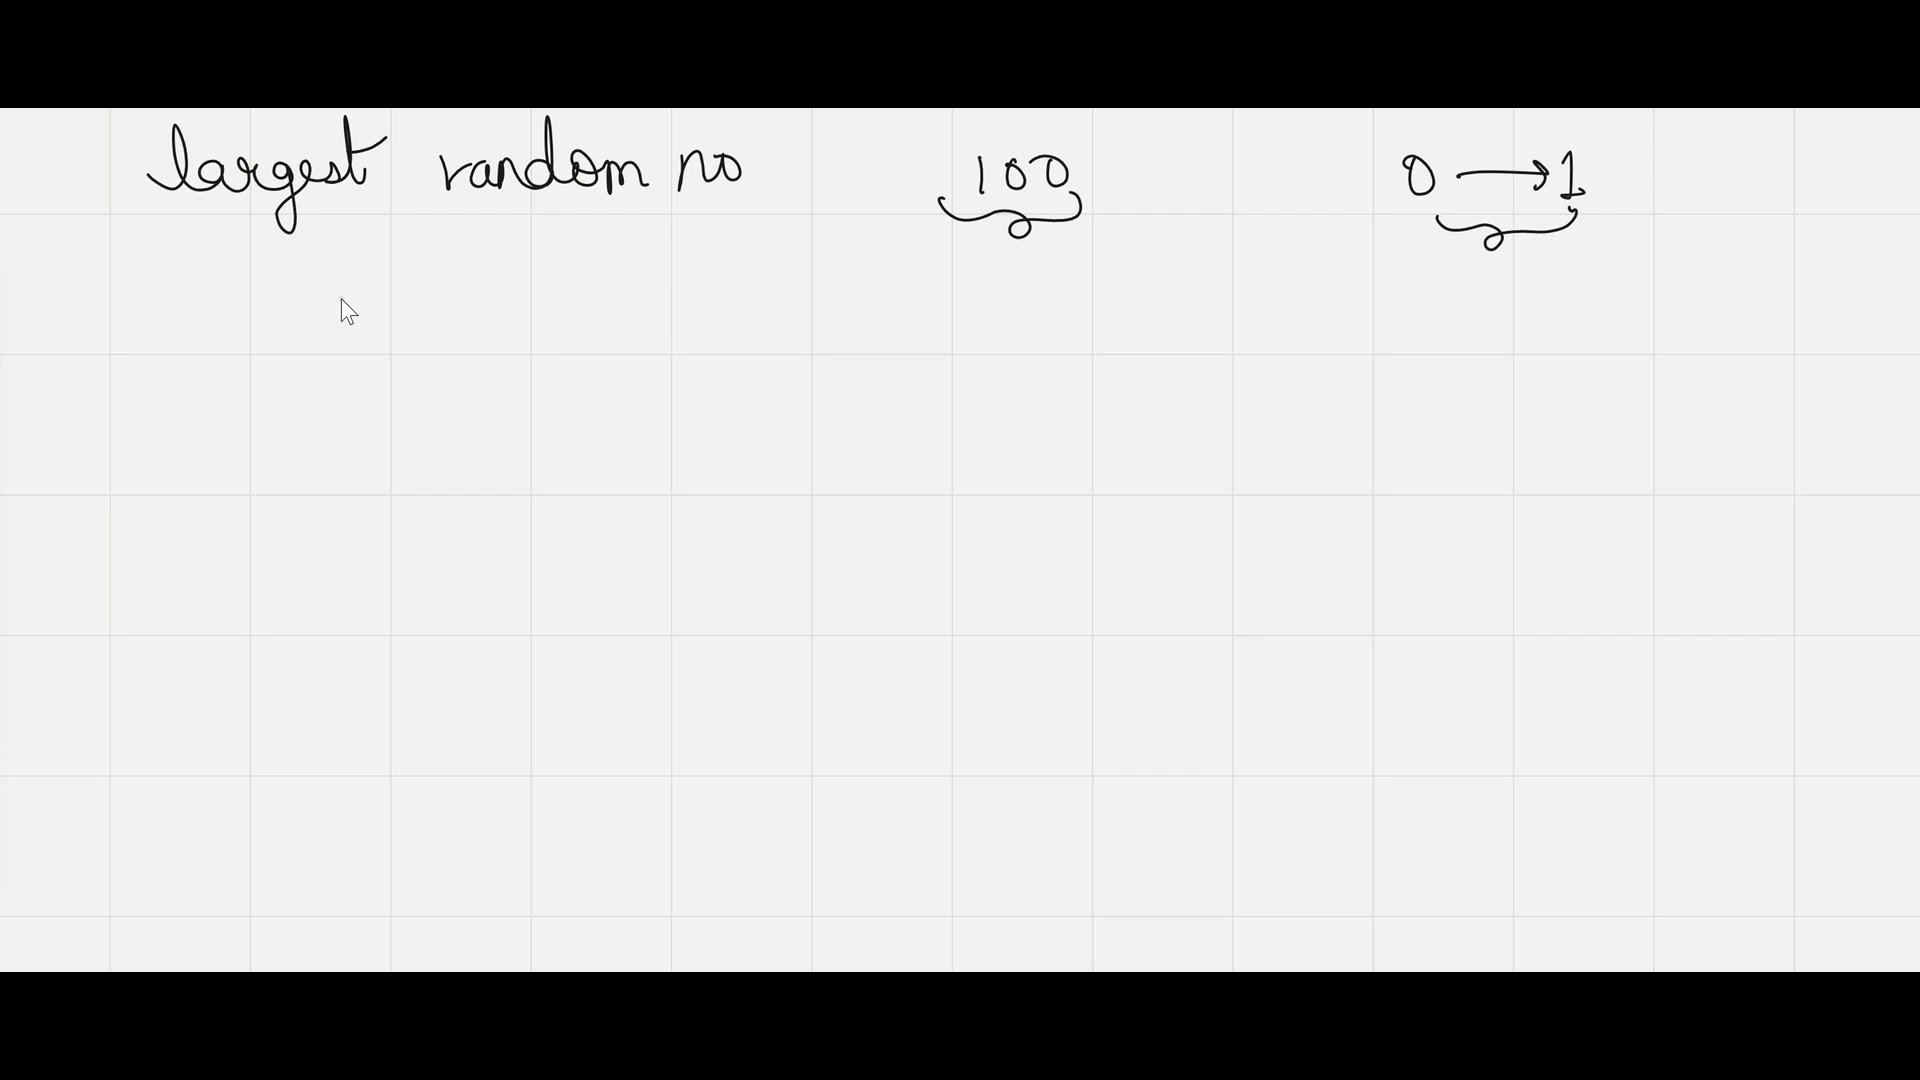 largest random no 100 0 → 1